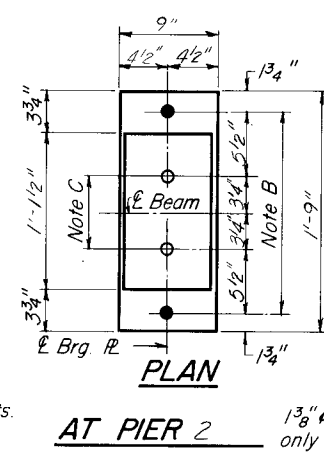 9"
4½" 4½"
1¾"
3¾"
5½"
1'-1½"
Note C
₵ Beam
3¼"
3¼"
Note B
1'-9"
5½"
3¾"
₵ Brg. ₧
1¾"
PLAN
ts.
AT PIER 2
1⅜"ø
only